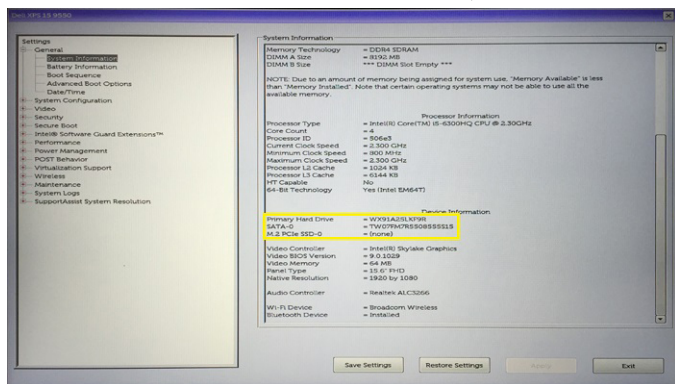 Dell XPS 15 9550
Settings
General
System Information
Battery Information
Boot Sequence
Advanced Boot Options
Date/Time
System Configuration
Video
Security
Secure Boot
Intel® Software Guard Extensions™
Performance
Power Management
POST Behavior
Virtualization Support
Wireless
Maintenance
System Logs
SupportAssist System Resolution
System Information
Memory Technology = DDR4 SDRAM
DIMM A Size = 8192 MB
DIMM B Size *** DIMM Slot Empty ***
NOTE: Due to an amount of memory being assigned for system use, "Memory Available" is less
than "Memory Installed". Note that certain operating systems may not be able to use all the
available memory.
Processor Information
Processor Type = Intel(R) Core(TM) i5-6300HQ CPU @ 2.30GHz
Core Count = 4
Processor ID = 506e3
Current Clock Speed = 2.300 GHz
Minimum Clock Speed = 800 MHz
Maximum Clock Speed = 2.300 GHz
Processor L2 Cache = 1024 KB
Processor L3 Cache = 6144 KB
HT Capable No
64-Bit Technology Yes (Intel EM64T)
Device Information
Primary Hard Drive = WX91A25LKP9R
SATA-0 = TW07FM7R5508555S15
M.2 PCIe SSD-0 = (none)
Video Controller = Intel(R) Skylake Graphics
Video BIOS Version = 9.0.1029
Video Memory = 64 MB
Panel Type = 15.6" FHD
Native Resolution = 1920 by 1080
Audio Controller = Realtek ALC3266
Wi-Fi Device = Broadcom Wireless
Bluetooth Device = Installed
Save Settings
Restore Settings
Apply
Exit